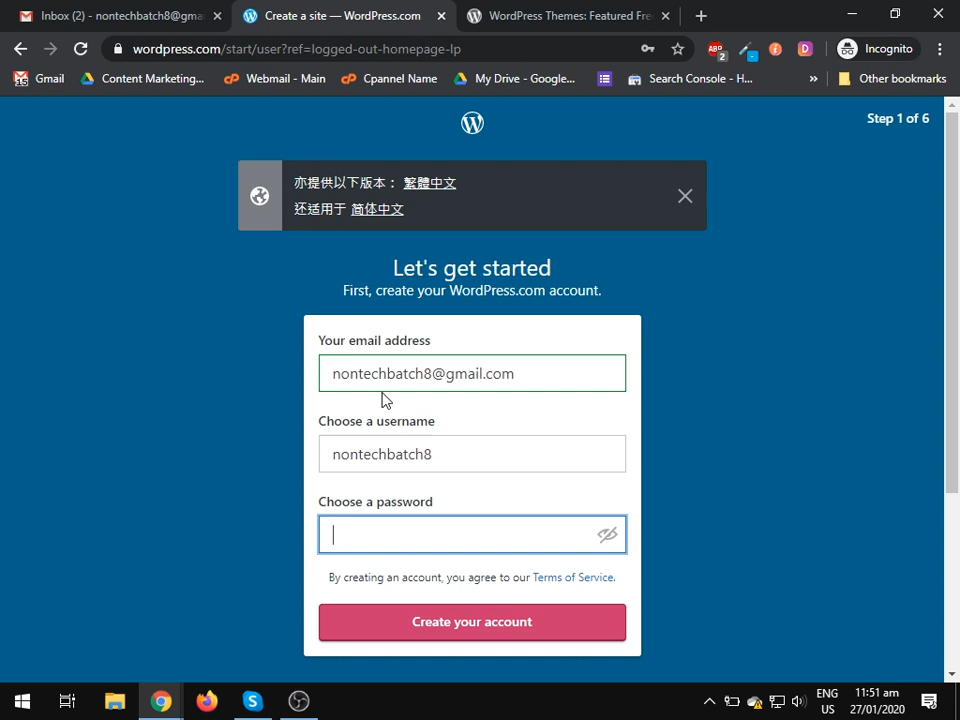 Inbox (2) - nontechbatch8@gma
Create a site — WordPress.com
WordPress Themes: Featured Fre
wordpress.com/start/user?ref=logged-out-homepage-lp
ABP
2
D
Incognito
15
Gmail
Content Marketing...
cP
Webmail - Main
cP
Cpannel Name
My Drive - Google...
Search Console - H...
»
Other bookmarks
Step 1 of 6
亦提供以下版本： 繁體中文
还适用于 简体中文
Let's get started
First, create your WordPress.com account.
Your email address
nontechbatch8@gmail.com
Choose a username
nontechbatch8
Choose a password
By creating an account, you agree to our Terms of Service.
Create your account
ENG
US
11:51 am
27/01/2020